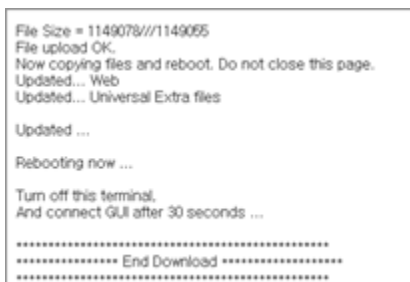 File Size = 1149078///1149055
File upload OK.
Now copying files and reboot. Do not close this page.
Updated... Web
Updated... Universal Extra files
Updated ...
Rebooting now ...
Turn off this terminal.
And connect GUI after 30 seconds ...
**************************************************
**************** End Download *******************
**************************************************